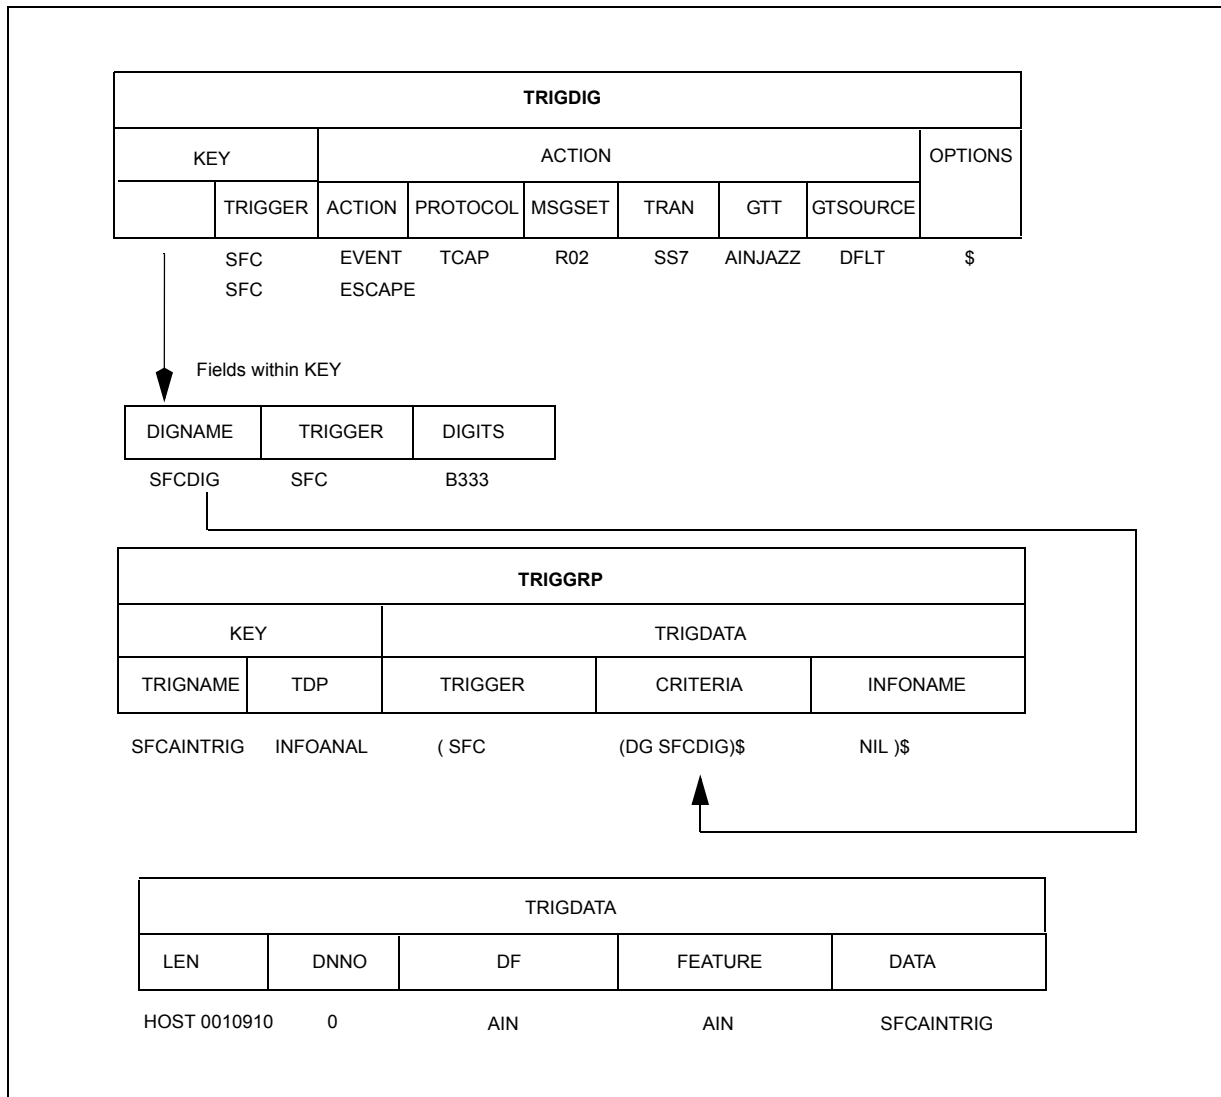 TRIGDIG
KEY ACTION OPTIONS
TRIGGER ACTION PROTOCOL MSGSET TRAN GTT GTSOURCE
SFC EVENT TCAP R02 SS7 AINJAZZ DFLT $
SFC ESCAPE
Fields within KEY
DIGNAME TRIGGER DIGITS
SFCDIG SFC B333
TRIGGRP
KEY TRIGDATA
TRIGNAME TDP TRIGGER CRITERIA INFONAME
SFCAINTRIG INFOANAL ( SFC (DG SFCDIG)$ NIL )$
TRIGDATA
LEN DNNO DF FEATURE DATA
HOST 0010910 0 AIN AIN SFCAINTRIG